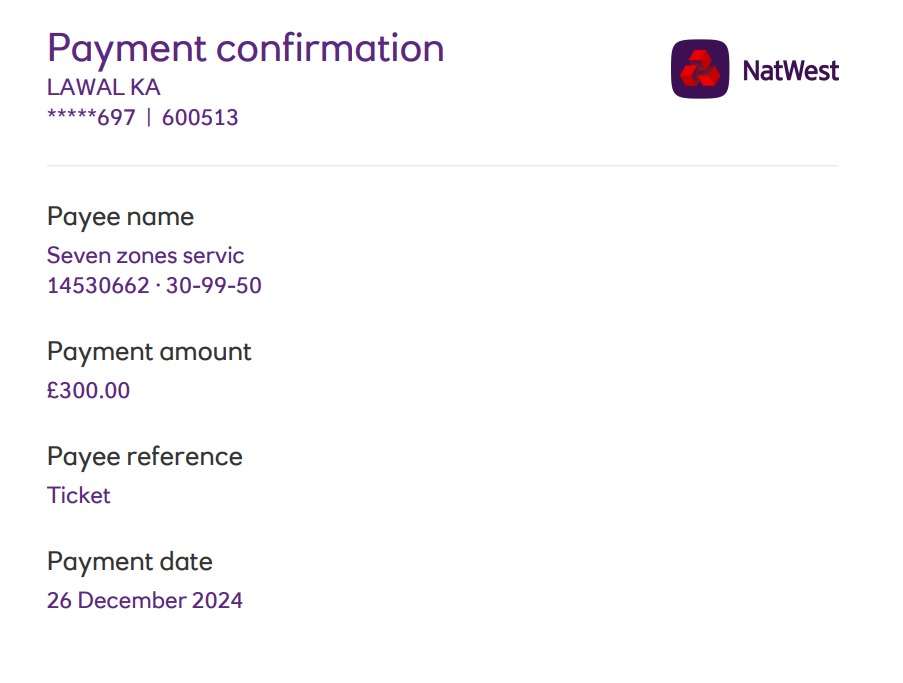 Payment confirmation
NatWest
LAWAL KA
*****697 | 600513
Payee name
Seven zones servic
14530662 · 30-99-50
Payment amount
£300.00
Payee reference
Ticket
Payment date
26 December 2024